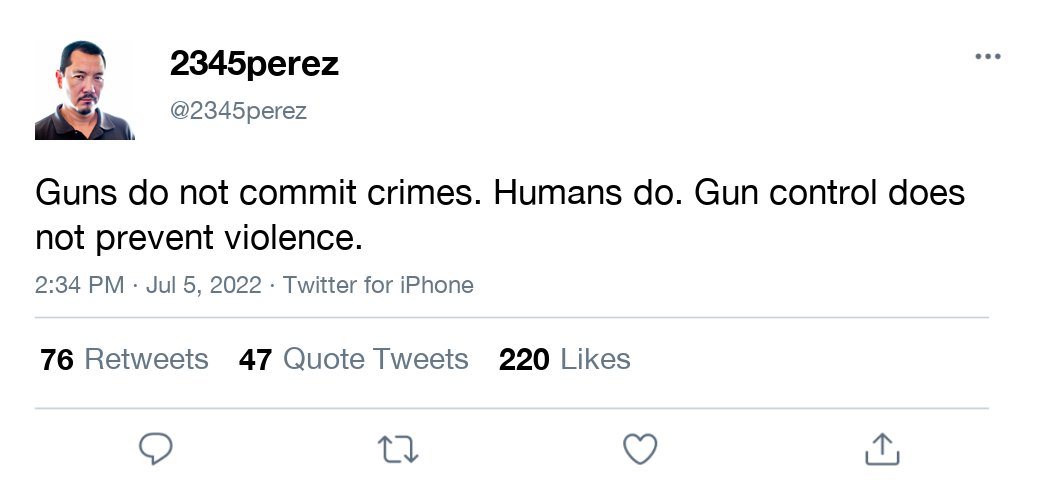 2345perez
@2345perez
Guns do not commit crimes. Humans do. Gun control does
not prevent violence.
2:34 PM · Jul 5, 2022 · Twitter for iPhone
76 Retweets 47 Quote Tweets 220 Likes